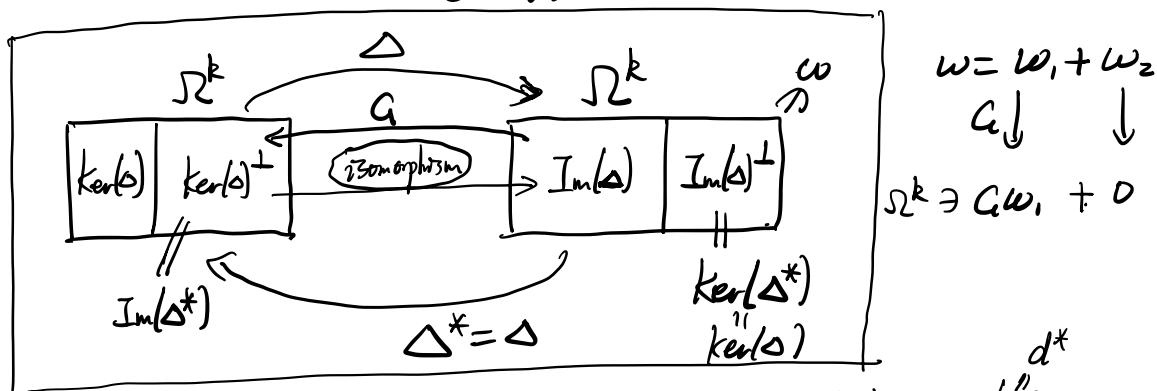 Δ
Ω^k Ω^k ω ω = ω₁ + ω₂
G G↓ ↓
Ker(Δ) Ker(Δ)^⊥ isomorphism Im(Δ) Im(Δ)^⊥ Ω^k ∋ Gω₁ + 0
Im(Δ*) Ker(Δ*)
Δ* = Δ ker(Δ)
d*